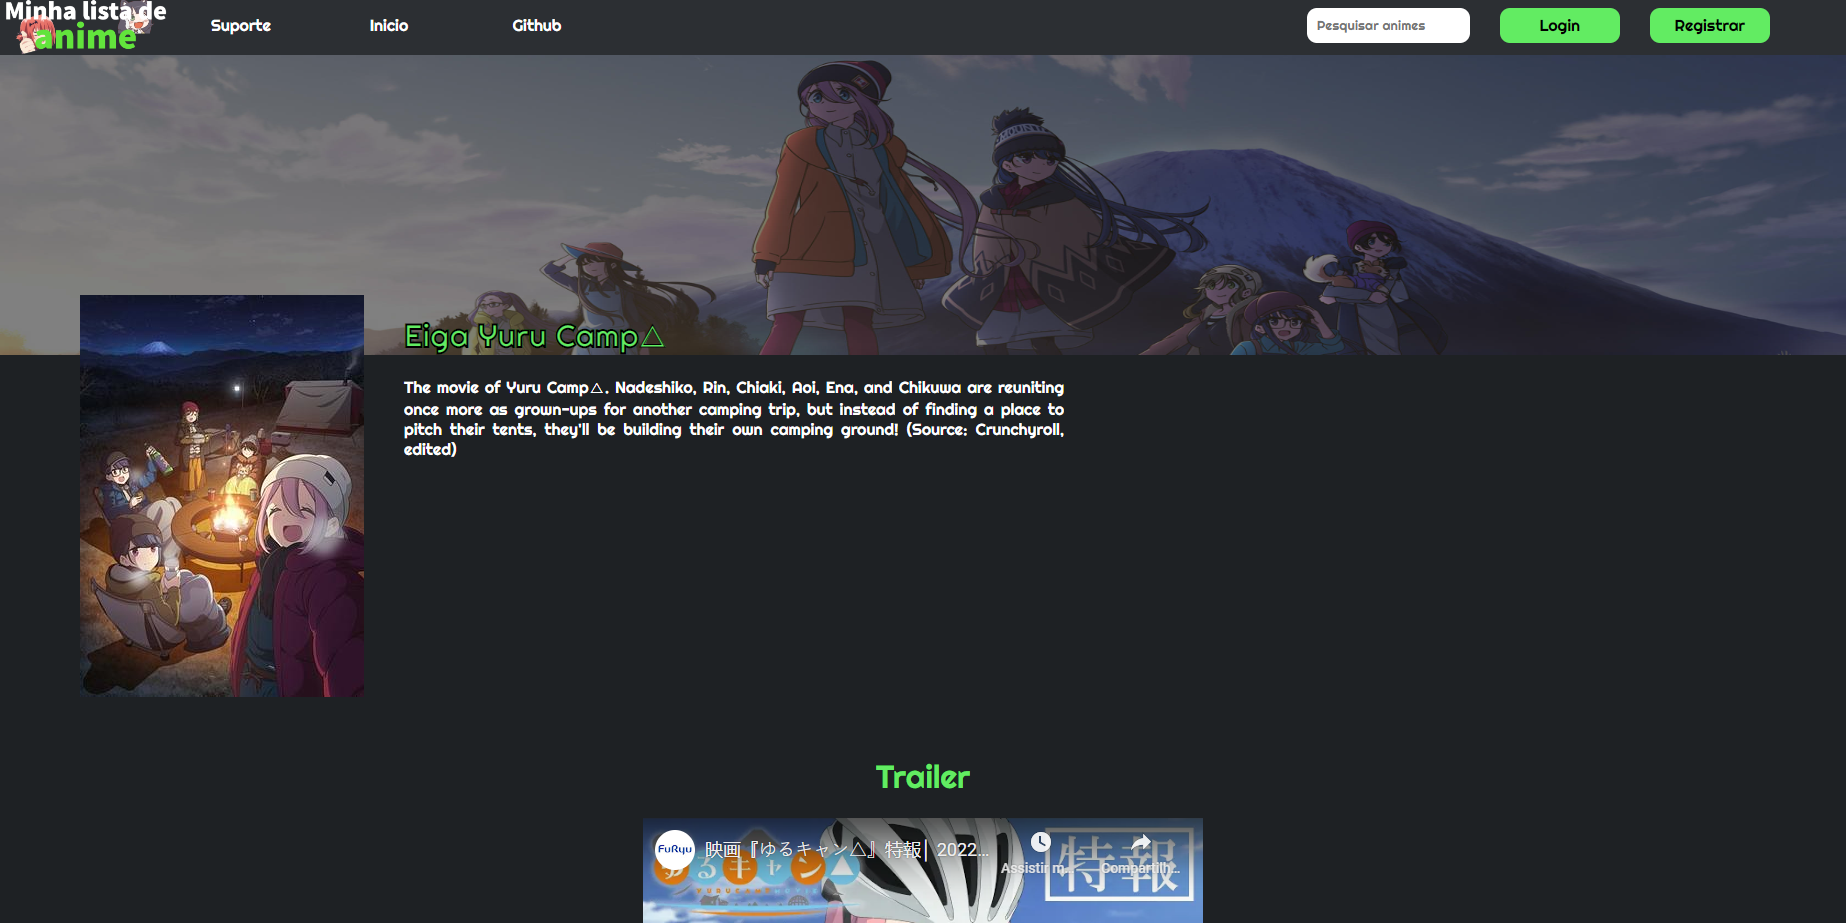 Minha lista de
anime
Suporte
Inicio
Github
Pesquisar animes
Login
Registrar
Eiga Yuru Camp△
The movie of Yuru Camp△. Nadeshiko, Rin, Chiaki, Aoi, Ena, and Chikuwa are reuniting
once more as grown-ups for another camping trip, but instead of finding a place to
pitch their tents, they'll be building their own camping ground! (Source: Crunchyroll,
edited)
Trailer
FuRyu
映画『ゆるキャン△』特報│ 2022...
Assistir m...
Compartilh...
特報
ゆるキャン△